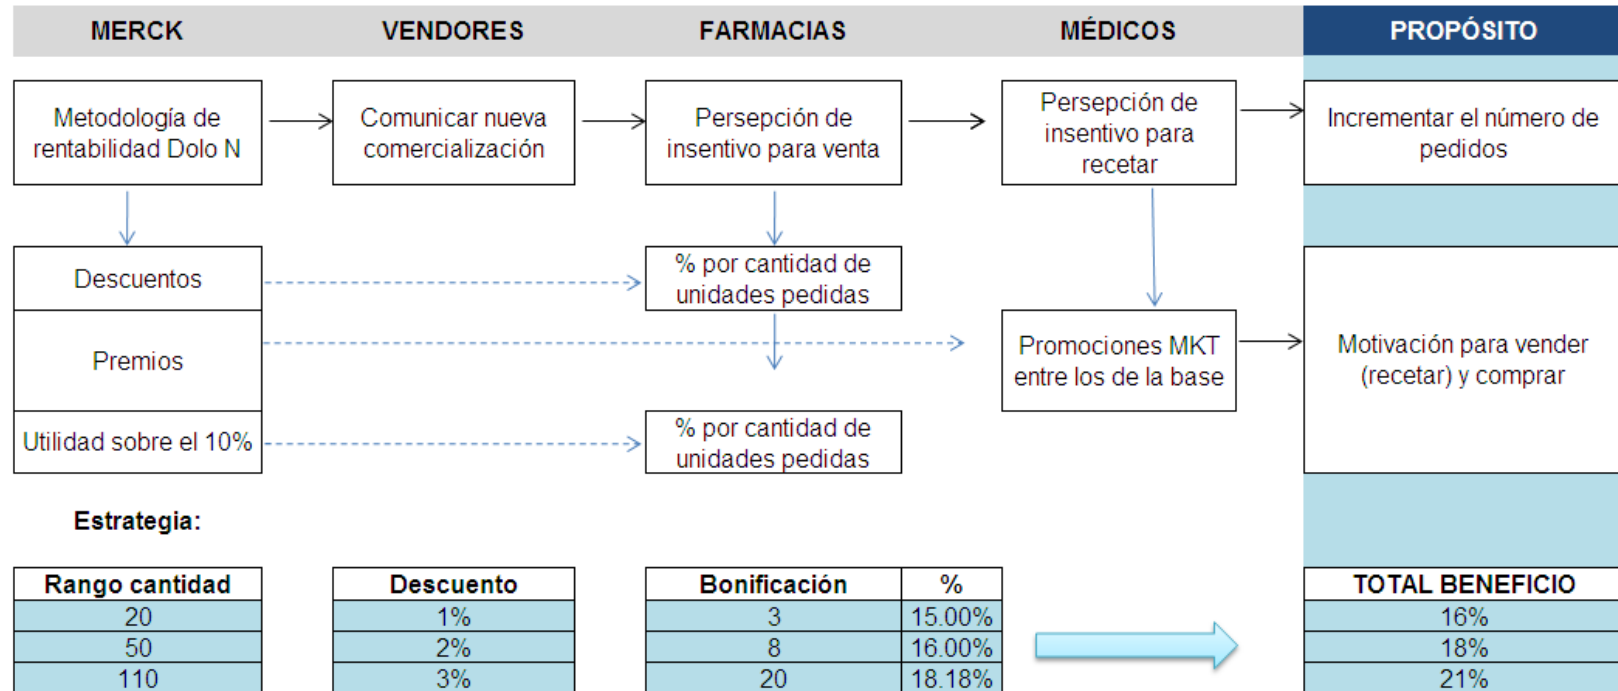 MERCK VENDORES FARMACIAS MÉDICOS PROPÓSITO
Metodología de
rentabilidad Dolo N
Comunicar nueva
comercialización
Persepción de
insentivo para venta
Persepción de
insentivo para
recetar
Incrementar el número de
pedidos
Descuentos
% por cantidad de
unidades pedidas
Premios
Promociones MKT
entre los de la base
Motivación para vender
(recetar) y comprar
Utilidad sobre el 10%
% por cantidad de
unidades pedidas
Estrategia:
Rango cantidad Descuento Bonificación % TOTAL BENEFICIO
20 1% 3 15.00% 16%
50 2% 8 16.00% 18%
110 3% 20 18.18% 21%